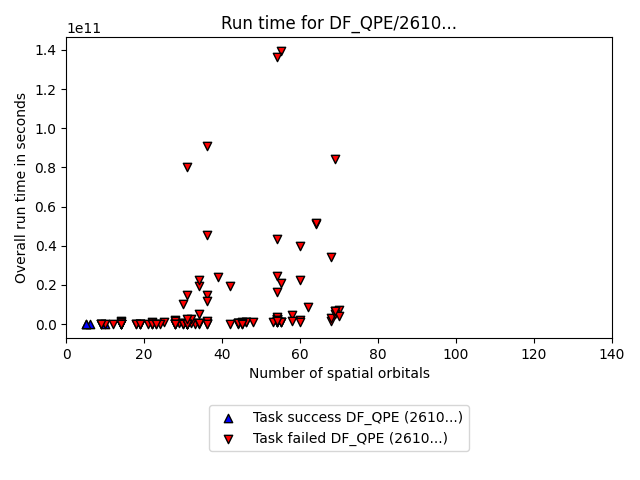 Run time for DF_QPE/2610...
1e11
1.4
1.2
1.0
0.8
0.6
0.4
0.2
0.0
Overall run time in seconds
0 20 40 60 80 100 120 140
Number of spatial orbitals
Task success DF_QPE (2610...)
Task failed DF_QPE (2610...)